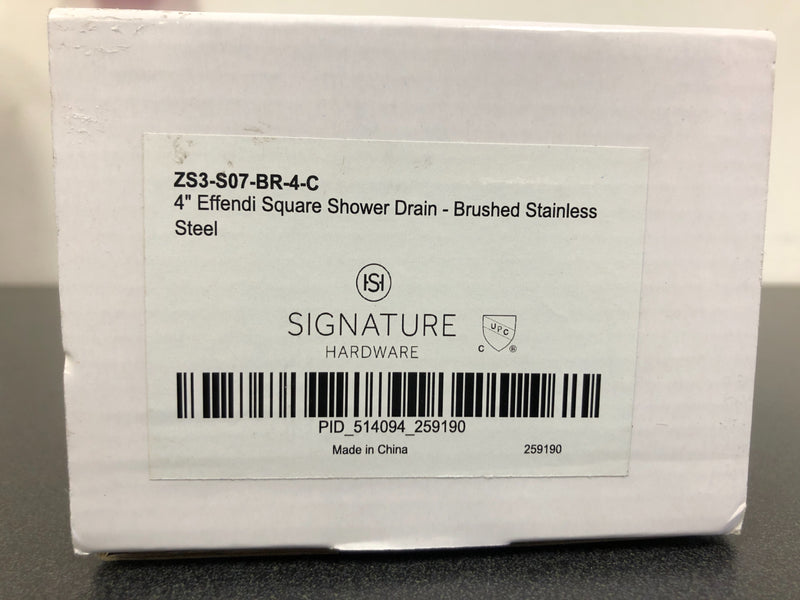 ZS3-S07-BR-4-C
4" Effendi Square Shower Drain - Brushed Stainless
Steel
SIGNATURE
HARDWARE
UPC
C ®
PID_514094_259190
Made in China 259190